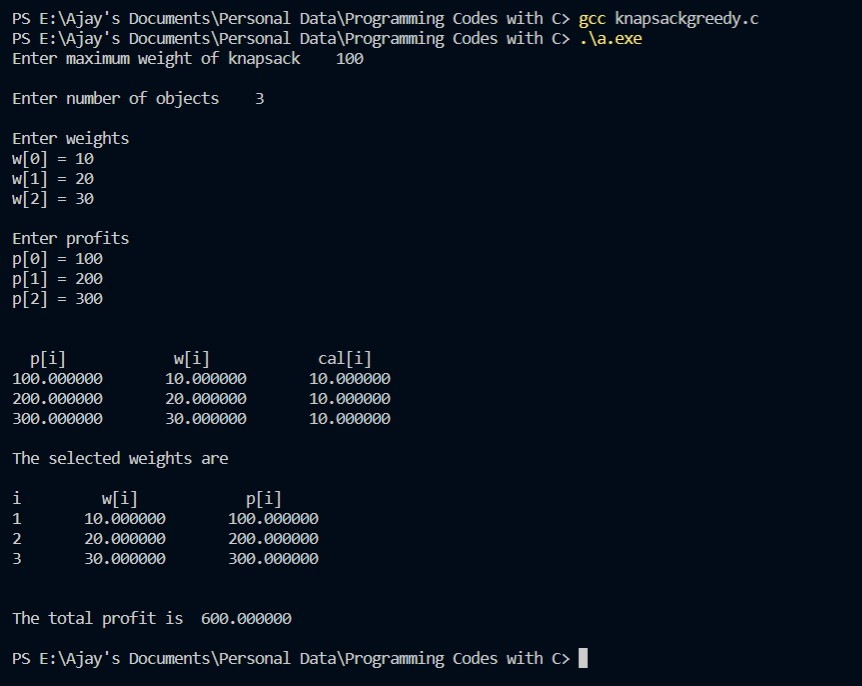 PS E:\Ajay's Documents\Personal Data\Programming Codes with C> gcc knapsackgreedy.c
PS E:\Ajay's Documents\Personal Data\Programming Codes with C> .\a.exe
Enter maximum weight of knapsack    100
Enter number of objects    3
Enter weights
w[0] = 10
w[1] = 20
w[2] = 30
Enter profits
p[0] = 100
p[1] = 200
p[2] = 300
p[i]            w[i]            cal[i]
100.000000       10.000000       10.000000
200.000000       20.000000       10.000000
300.000000       30.000000       10.000000
The selected weights are
i         w[i]            p[i]
1       10.000000       100.000000
2       20.000000       200.000000
3       30.000000       300.000000
The total profit is  600.000000
PS E:\Ajay's Documents\Personal Data\Programming Codes with C>